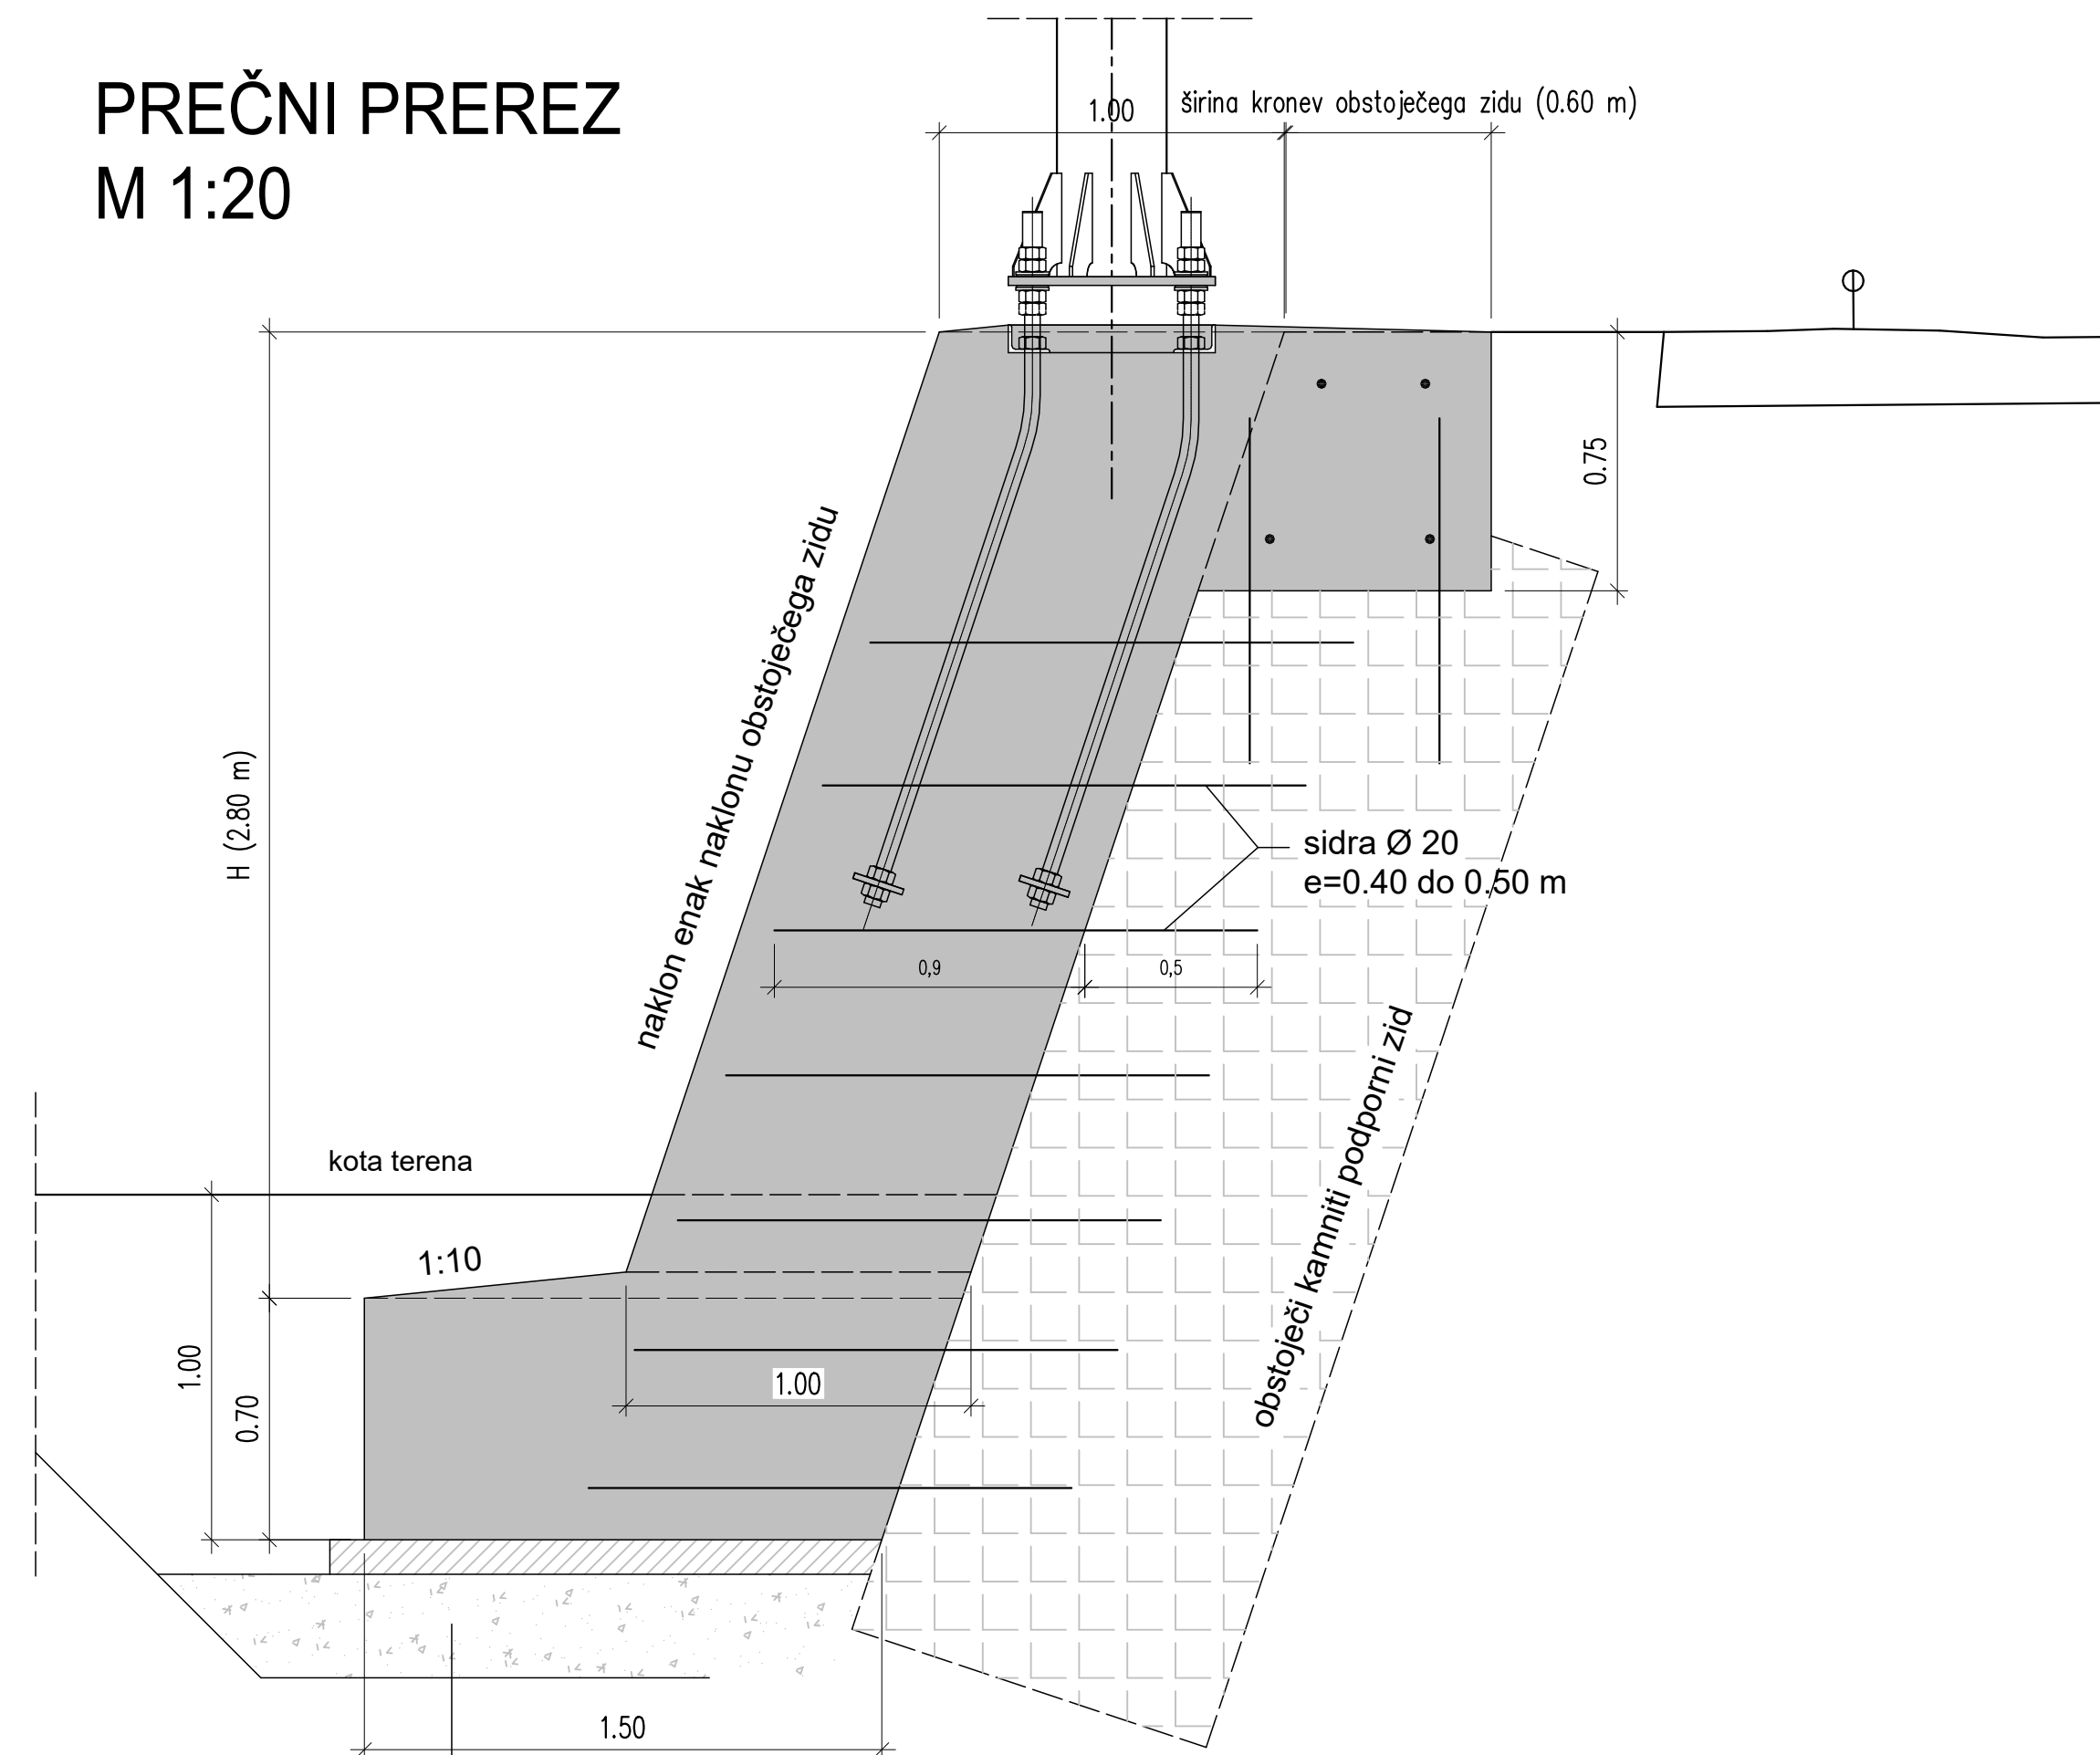 PREČNI PREREZ
M 1:20
1.00
širina kronev obstoječega zidu (0.60 m)
0.75
naklon enak naklonu obstoječega zidu
H (2.80 m)
sidra Ø 20
e=0.40 do 0.50 m
0,9
0,5
obstoječi kamniti podporni zid
kota terena
1:10
1.00
0.70
1.00
1.50